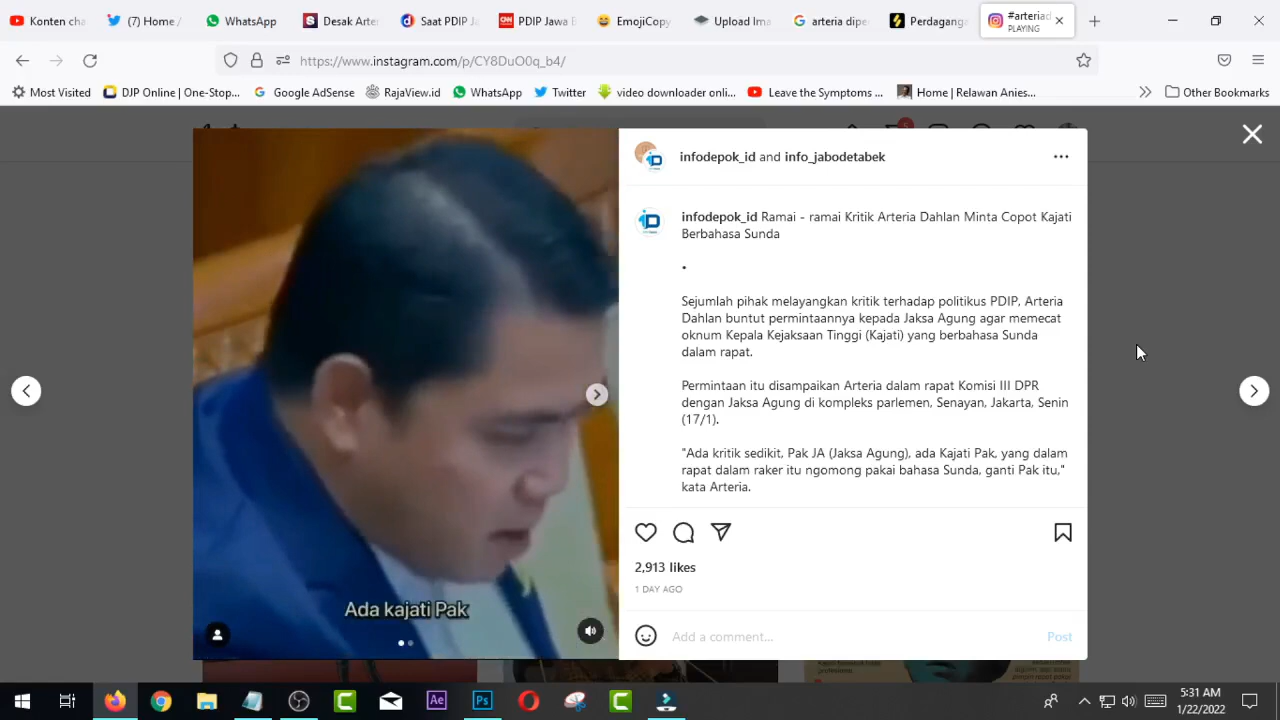 Konten cha
(7) Home /
WhatsApp
Desak Arter
Saat PDIP J
PDIP Jawa B
EmojiCopy
Upload Ima
arteria dipe
Perdagang
#arteriad
PLAYING
https://www.instagram.com/p/CY8DuO0q_b4/
Most Visited
DJP Online | One-Stop...
Google AdSense
RajaView.id
WhatsApp
Twitter
video downloader onli...
Leave the Symptoms ...
Home | Relawan Anies...
Other Bookmarks
5
infodepok_id and info_jabodetabek
infodepok_id Ramai - ramai Kritik Arteria Dahlan Minta Copot Kajati
Berbahasa Sunda
•
Sejumlah pihak melayangkan kritik terhadap politikus PDIP, Arteria
Dahlan buntut permintaannya kepada Jaksa Agung agar memecat
oknum Kepala Kejaksaan Tinggi (Kajati) yang berbahasa Sunda
dalam rapat.
Permintaan itu disampaikan Arteria dalam rapat Komisi III DPR
dengan Jaksa Agung di kompleks parlemen, Senayan, Jakarta, Senin
(17/1).
"Ada kritik sedikit, Pak JA (Jaksa Agung), ada Kajati Pak, yang dalam
rapat dalam raker itu ngomong pakai bahasa Sunda, ganti Pak itu,"
kata Arteria.
Ada kajati Pak
2,913 likes
1 DAY AGO
Add a comment...
Post
Ae
Ps
5:31 AM
1/22/2022